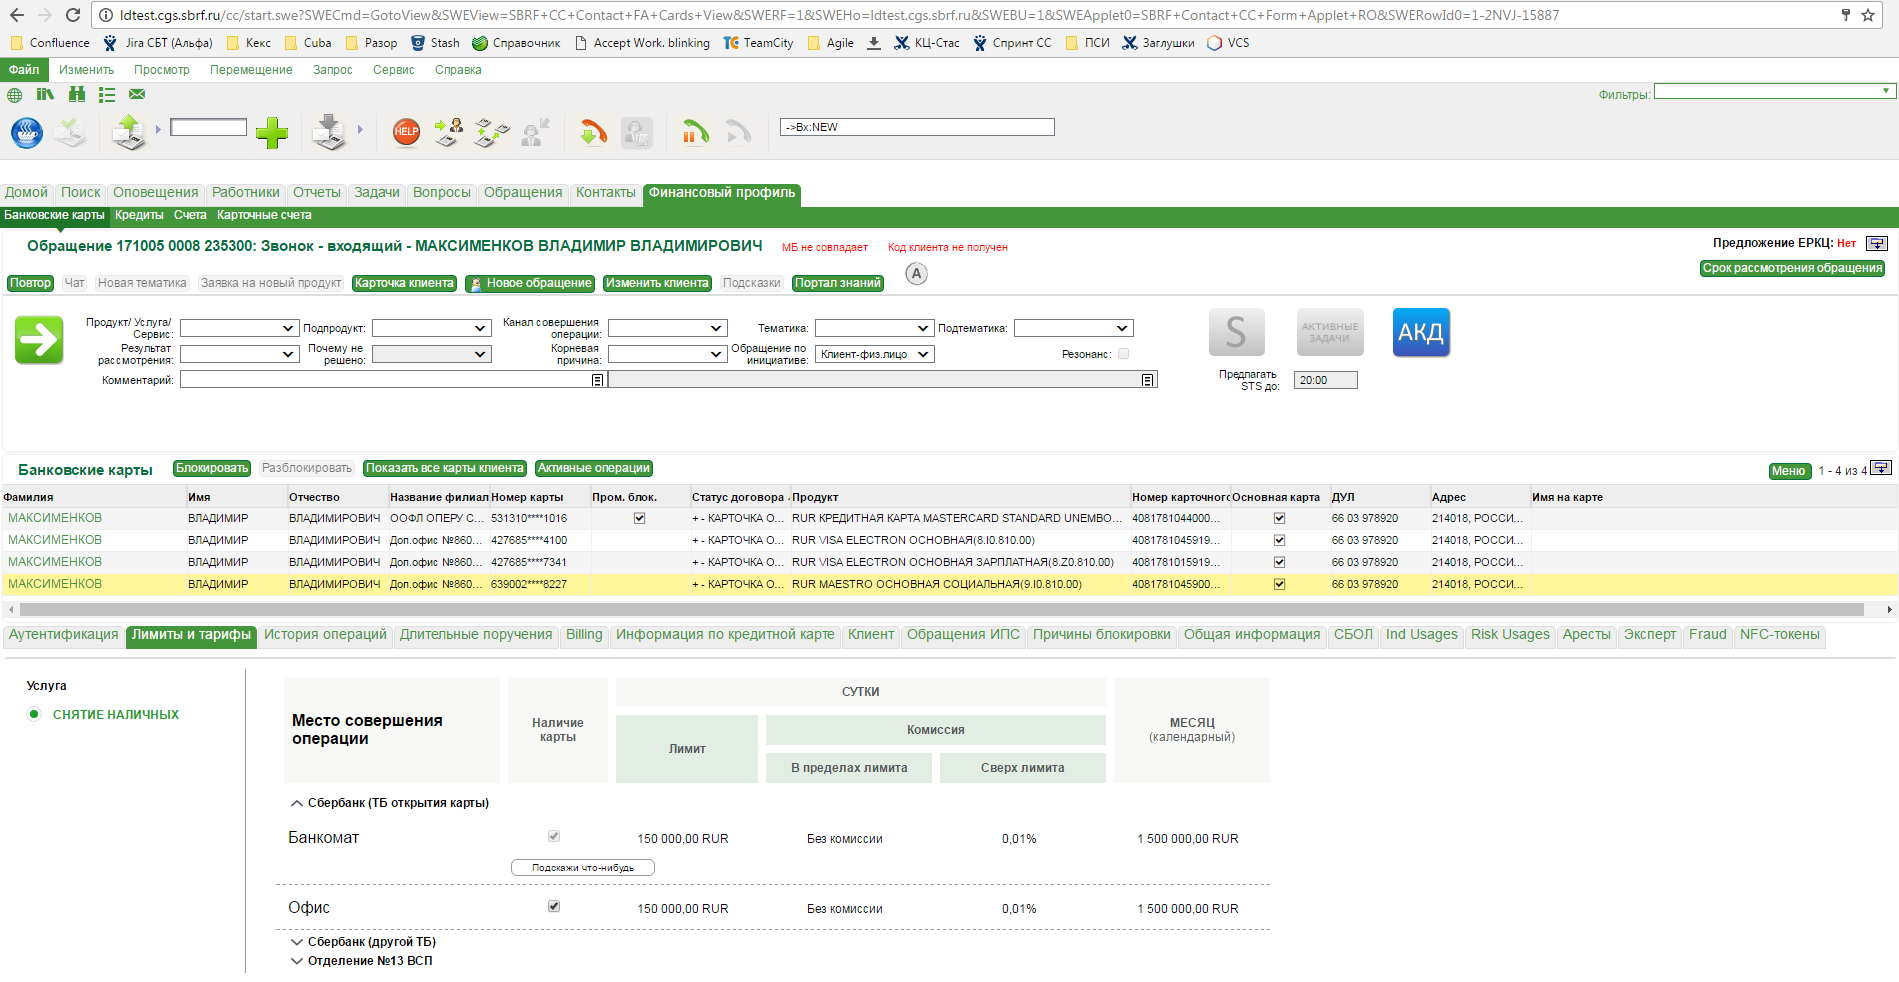 ldtest.cgs.sbrf.ru/cc/start.swe?SWECmd=GotoView&SWEView=SBRF+CC+Contact+FA+Cards+View&SWERF=1&SWEHo=ldtest.cgs.sbrf.ru&SWEBU=1&SWEApplet0=SBRF+Contact+CC+Form+Applet+RO&SWERowId0=1-2NVJ-15887
Confluence Jira СБТ (Альфа) Кекс Cuba Разор Stash Справочник Accept Work. blinking TeamCity Agile КЦ-Стас Спринт СС ПСИ Заглушки VCS
Файл Изменить Просмотр Перемещение Запрос Сервис Справка
Фильтры:
HELP ->Вх:NEW
Домой Поиск Оповещения Работники Отчеты Задачи Вопросы Обращения Контакты Финансовый профиль
Банковские карты Кредиты Счета Карточные счета
Обращение 171005 0008 235300: Звонок - входящий - МАКСИМЕНКОВ ВЛАДИМИР ВЛАДИМИРОВИЧ МБ не совпадает Код клиента не получен Предложение ЕРКЦ: Нет
Срок рассмотрения обращения
Повтор Чат Новая тематика Заявка на новый продукт Карточка клиента Новое обращение Изменить клиента Подсказки Портал знаний A
Продукт/ Услуга/ Сервис: Подпродукт: Канал совершения операции: Тематика: Подтематика:
Результат рассмотрения: Почему не решено: Корневая причина: Обращение по инициативе: Клиент-физ.лицо Резонанс:
S АКТИВНЫЕ ЗАДАЧИ АКД
Комментарий: Предлагать STS до: 20:00
Банковские карты Блокировать Разблокировать Показать все карты клиента Активные операции Меню 1 - 4 из 4
Фамилия Имя Отчество Название филиал Номер карты Пром. блок. Статус договора Продукт Номер карточного Основная карта ДУЛ Адрес Имя на карте
МАКСИМЕНКОВ ВЛАДИМИР ВЛАДИМИРОВИЧ ООФЛ ОПЕРУ С... 531310****1016 + - КАРТОЧКА О... RUR КРЕДИТНАЯ КАРТА MASTERCARD STANDARD UNEMBO... 4081781044000... 66 03 978920 214018, РОССИ...
МАКСИМЕНКОВ ВЛАДИМИР ВЛАДИМИРОВИЧ Доп.офис №860... 427685****4100 + - КАРТОЧКА О... RUR VISA ELECTRON ОСНОВНАЯ(8.I0.810.00) 4081781045919... 66 03 978920 214018, РОССИ...
МАКСИМЕНКОВ ВЛАДИМИР ВЛАДИМИРОВИЧ Доп.офис №860... 427685****7341 + - КАРТОЧКА О... RUR VISA ELECTRON ОСНОВНАЯ ЗАРПЛАТНАЯ(8.Z0.810.00) 4081781015919... 66 03 978920 214018, РОССИ...
МАКСИМЕНКОВ ВЛАДИМИР ВЛАДИМИРОВИЧ Доп.офис №860... 639002****8227 + - КАРТОЧКА О... RUR MAESTRO ОСНОВНАЯ СОЦИАЛЬНАЯ(9.I0.810.00) 4081781045900... 66 03 978920 214018, РОССИ...
Аутентификация Лимиты и тарифы История операций Длительные поручения Billing Информация по кредитной карте Клиент Обращения ИПС Причины блокировки Общая информация СБОЛ Ind Usages Risk Usages Аресты Эксперт Fraud NFC-токены
Услуга
СНЯТИЕ НАЛИЧНЫХ
Место совершения операции Наличие карты СУТКИ МЕСЯЦ (календарный)
Лимит Комиссия
В пределах лимита Сверх лимита
Сбербанк (ТБ открытия карты)
Банкомат 150 000,00 RUR Без комиссии 0,01% 1 500 000,00 RUR
Подскажи что-нибудь
Офис 150 000,00 RUR Без комиссии 0,01% 1 500 000,00 RUR
Сбербанк (другой ТБ)
Отделение №13 ВСП